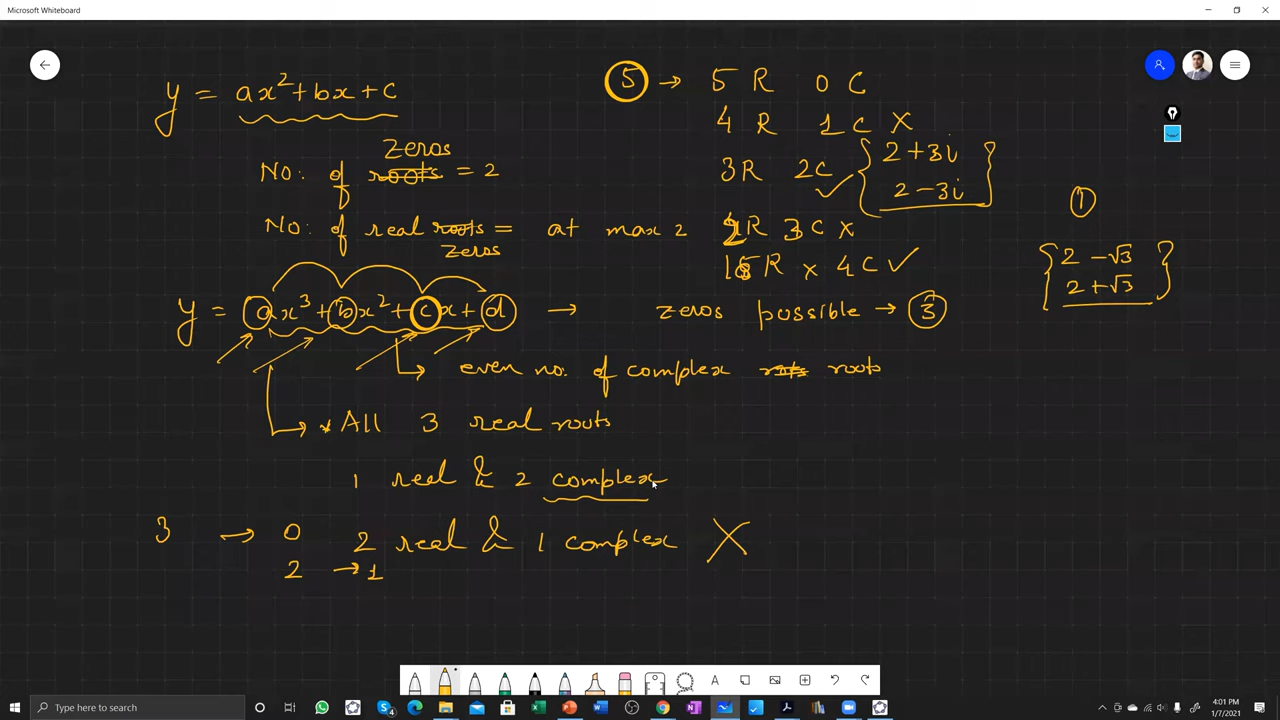 Microsoft Whiteboard
y = ax²+bx+c
Zeros
No: of roots = 2
No: of real roots = at max 2
Zeros
y = ax³+bx²+cx+d → zeros possible → 3
even no. of complex roots
* All 3 real roots
1 real & 2 complex
3 → 0 2 real & 1 complex X
2 → 1
5 → 5 R 0 C
4 R 1 C X
3R 2C ✓ { 2+3i
2-3i }
2R 3C X
1R x 4C ✓
1
{ 2-√3
2+√3 }
A
Type here to search
4:01 PM
1/7/2021